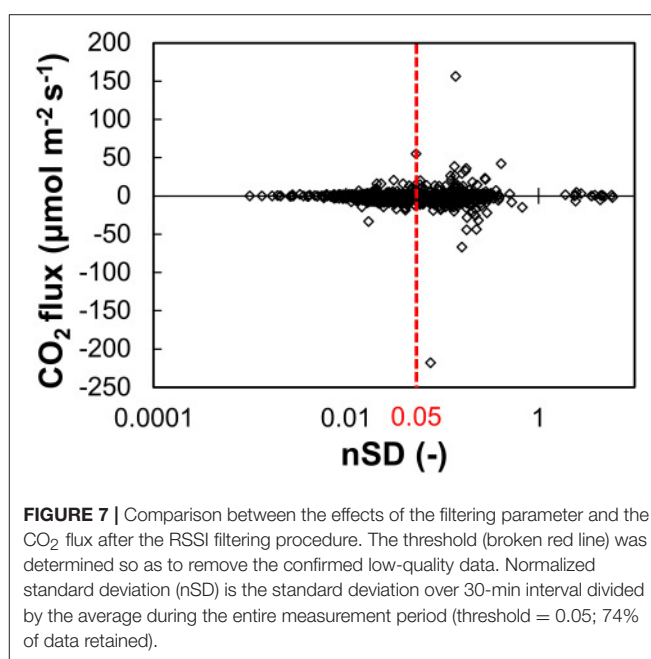 200
150
100
50
0
-50
-100
-150
-200
-250
CO₂ flux (µmol m⁻² s⁻¹)
0.0001 0.01 0.05 1
nSD (-)
FIGURE 7 | Comparison between the effects of the filtering parameter and the
CO₂ flux after the RSSI filtering procedure. The threshold (broken red line) was
determined so as to remove the confirmed low-quality data. Normalized
standard deviation (nSD) is the standard deviation over 30-min interval divided
by the average during the entire measurement period (threshold = 0.05; 74%
of data retained).